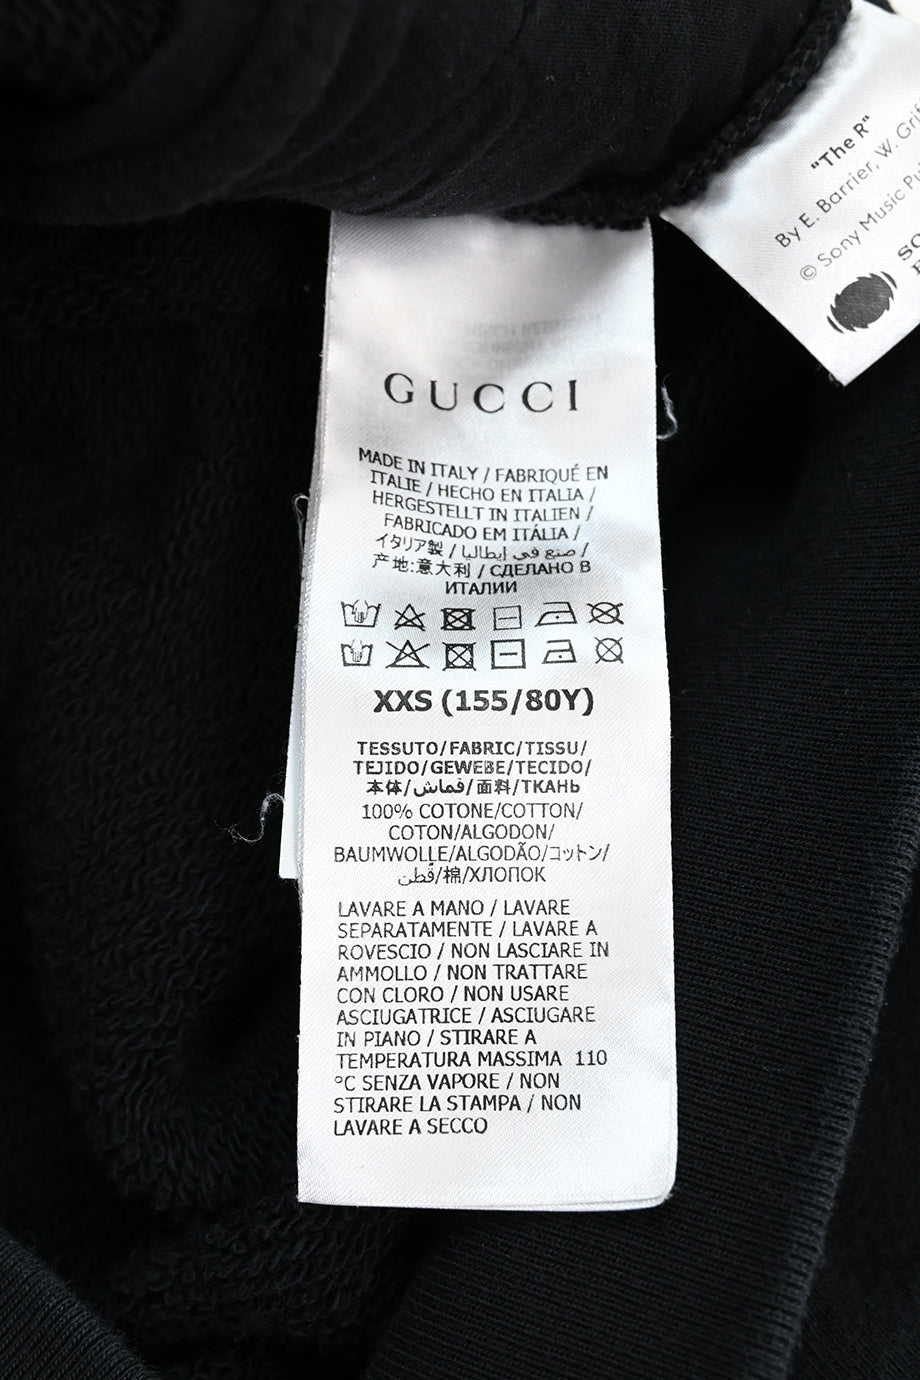 "The R"
By E. Barrier, W.
© Sony Music
GUCCI
MADE IN ITALY / FABRIQUÉ EN
ITALIE / HECHO EN ITALIA /
HERGESTELLT IN ITALIEN /
FABRICADO EM ITÁLIA /
イタリア製 / صنع في إيطاليا /
产地:意大利 / СДЕЛАНО В
ИТАЛИИ
XXS (155/80Y)
TESSUTO/FABRIC/TISSU/
TEJIDO/GEWEBE/TECIDO/
本体/قماش/面料/ТКАНЬ
100% COTONE/COTTON/
COTON/ALGODON/
BAUMWOLLE/ALGODÃO/コットン/
قطن/棉/ХЛОПОК
LAVARE A MANO / LAVARE
SEPARATAMENTE / LAVARE A
ROVESCIO / NON LASCIARE IN
AMMOLLO / NON TRATTARE
CON CLORO / NON USARE
ASCIUGATRICE / ASCIUGARE
IN PIANO / STIRARE A
TEMPERATURA MASSIMA 110
°C SENZA VAPORE / NON
STIRARE LA STAMPA / NON
LAVARE A SECCO